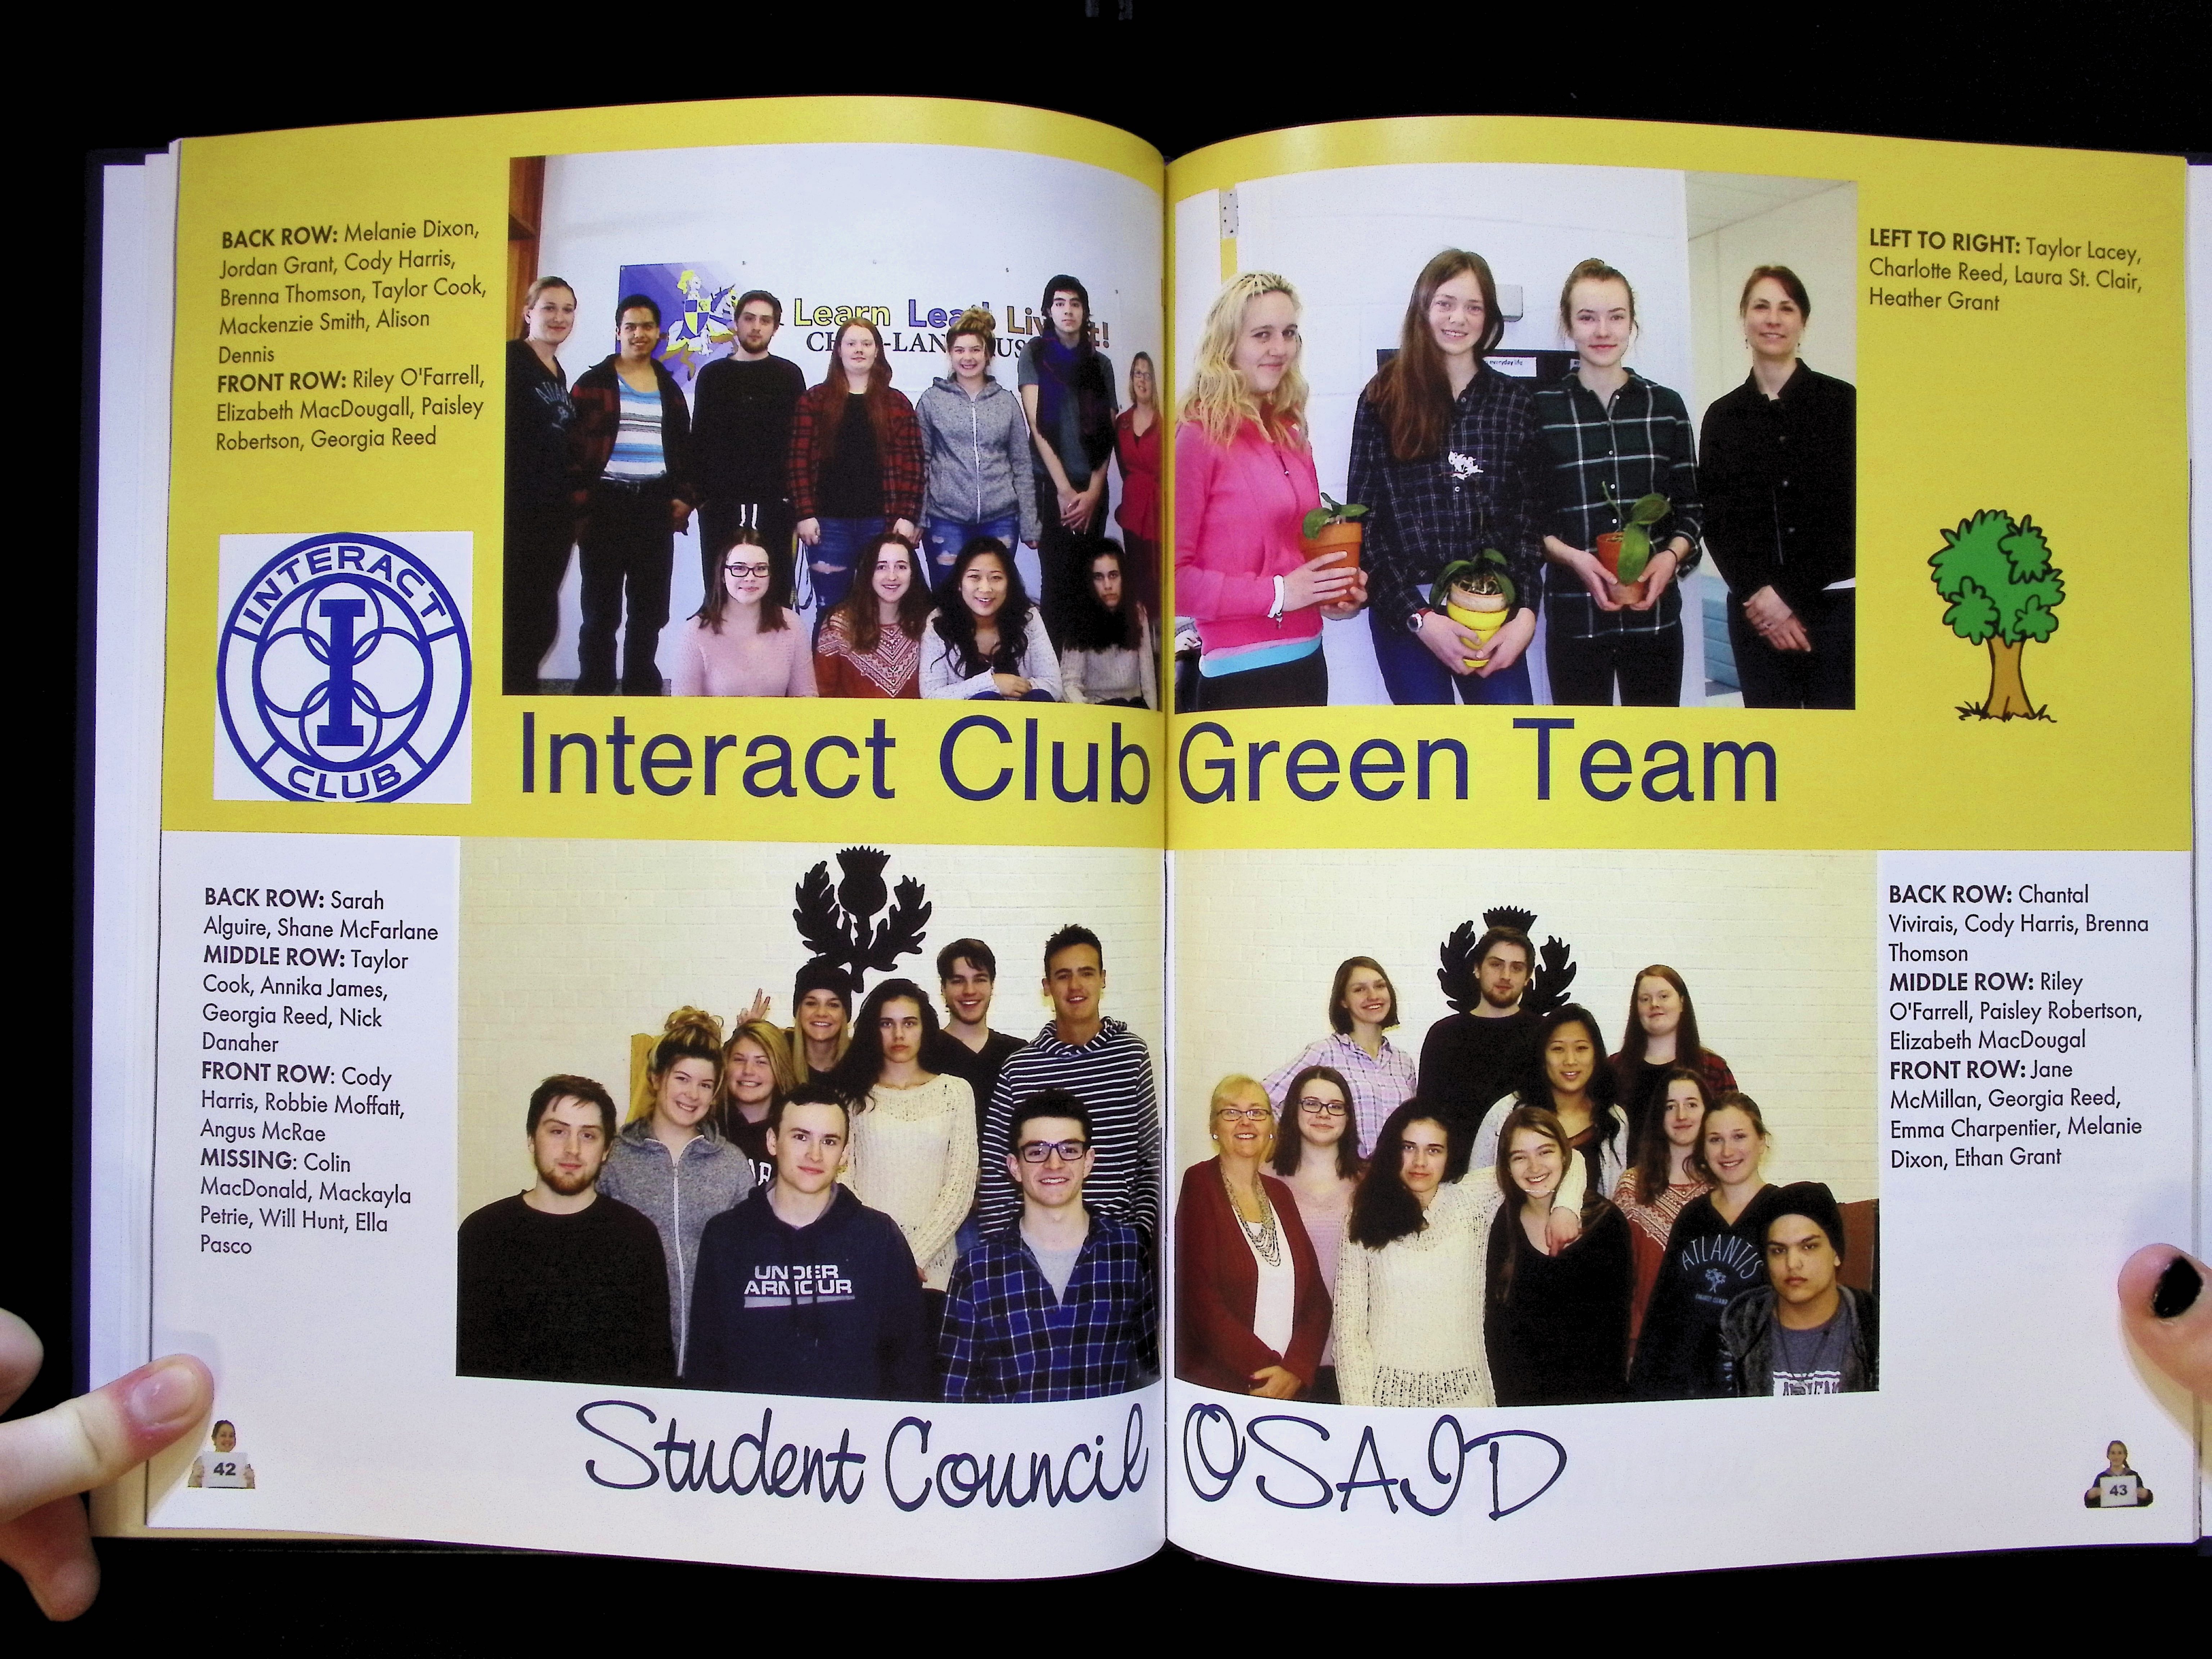 BACK ROW: Melanie Dixon,
Jordan Grant, Cody Harris,
Brenna Thomson, Taylor Cook,
Mackenzie Smith, Alison
Dennis
FRONT ROW: Riley O'Farrell,
Elizabeth MacDougall, Paisley
Robertson, Georgia Reed
INTERACT
I
CLUB
Learn
ATLANTIS
Interact Club
BACK ROW: Sarah
Alguire, Shane McFarlane
MIDDLE ROW: Taylor
Cook, Annika James,
Georgia Reed, Nick
Danaher
FRONT ROW: Cody
Harris, Robbie Moffatt,
Angus McRae
MISSING: Colin
MacDonald, Mackayla
Petrie, Will Hunt, Ella
Pasco
UNDER
ARMOUR
Student Council
42
LEFT TO RIGHT: Taylor Lacey,
Charlotte Reed, Laura St. Clair,
Heather Grant
everyday life
Green Team
BACK ROW: Chantal
Vivirais, Cody Harris, Brenna
Thomson
MIDDLE ROW: Riley
O'Farrell, Paisley Robertson,
Elizabeth MacDougal
FRONT ROW: Jane
McMillan, Georgia Reed,
Emma Charpentier, Melanie
Dixon, Ethan Grant
ATLANTIS
OSAID
43